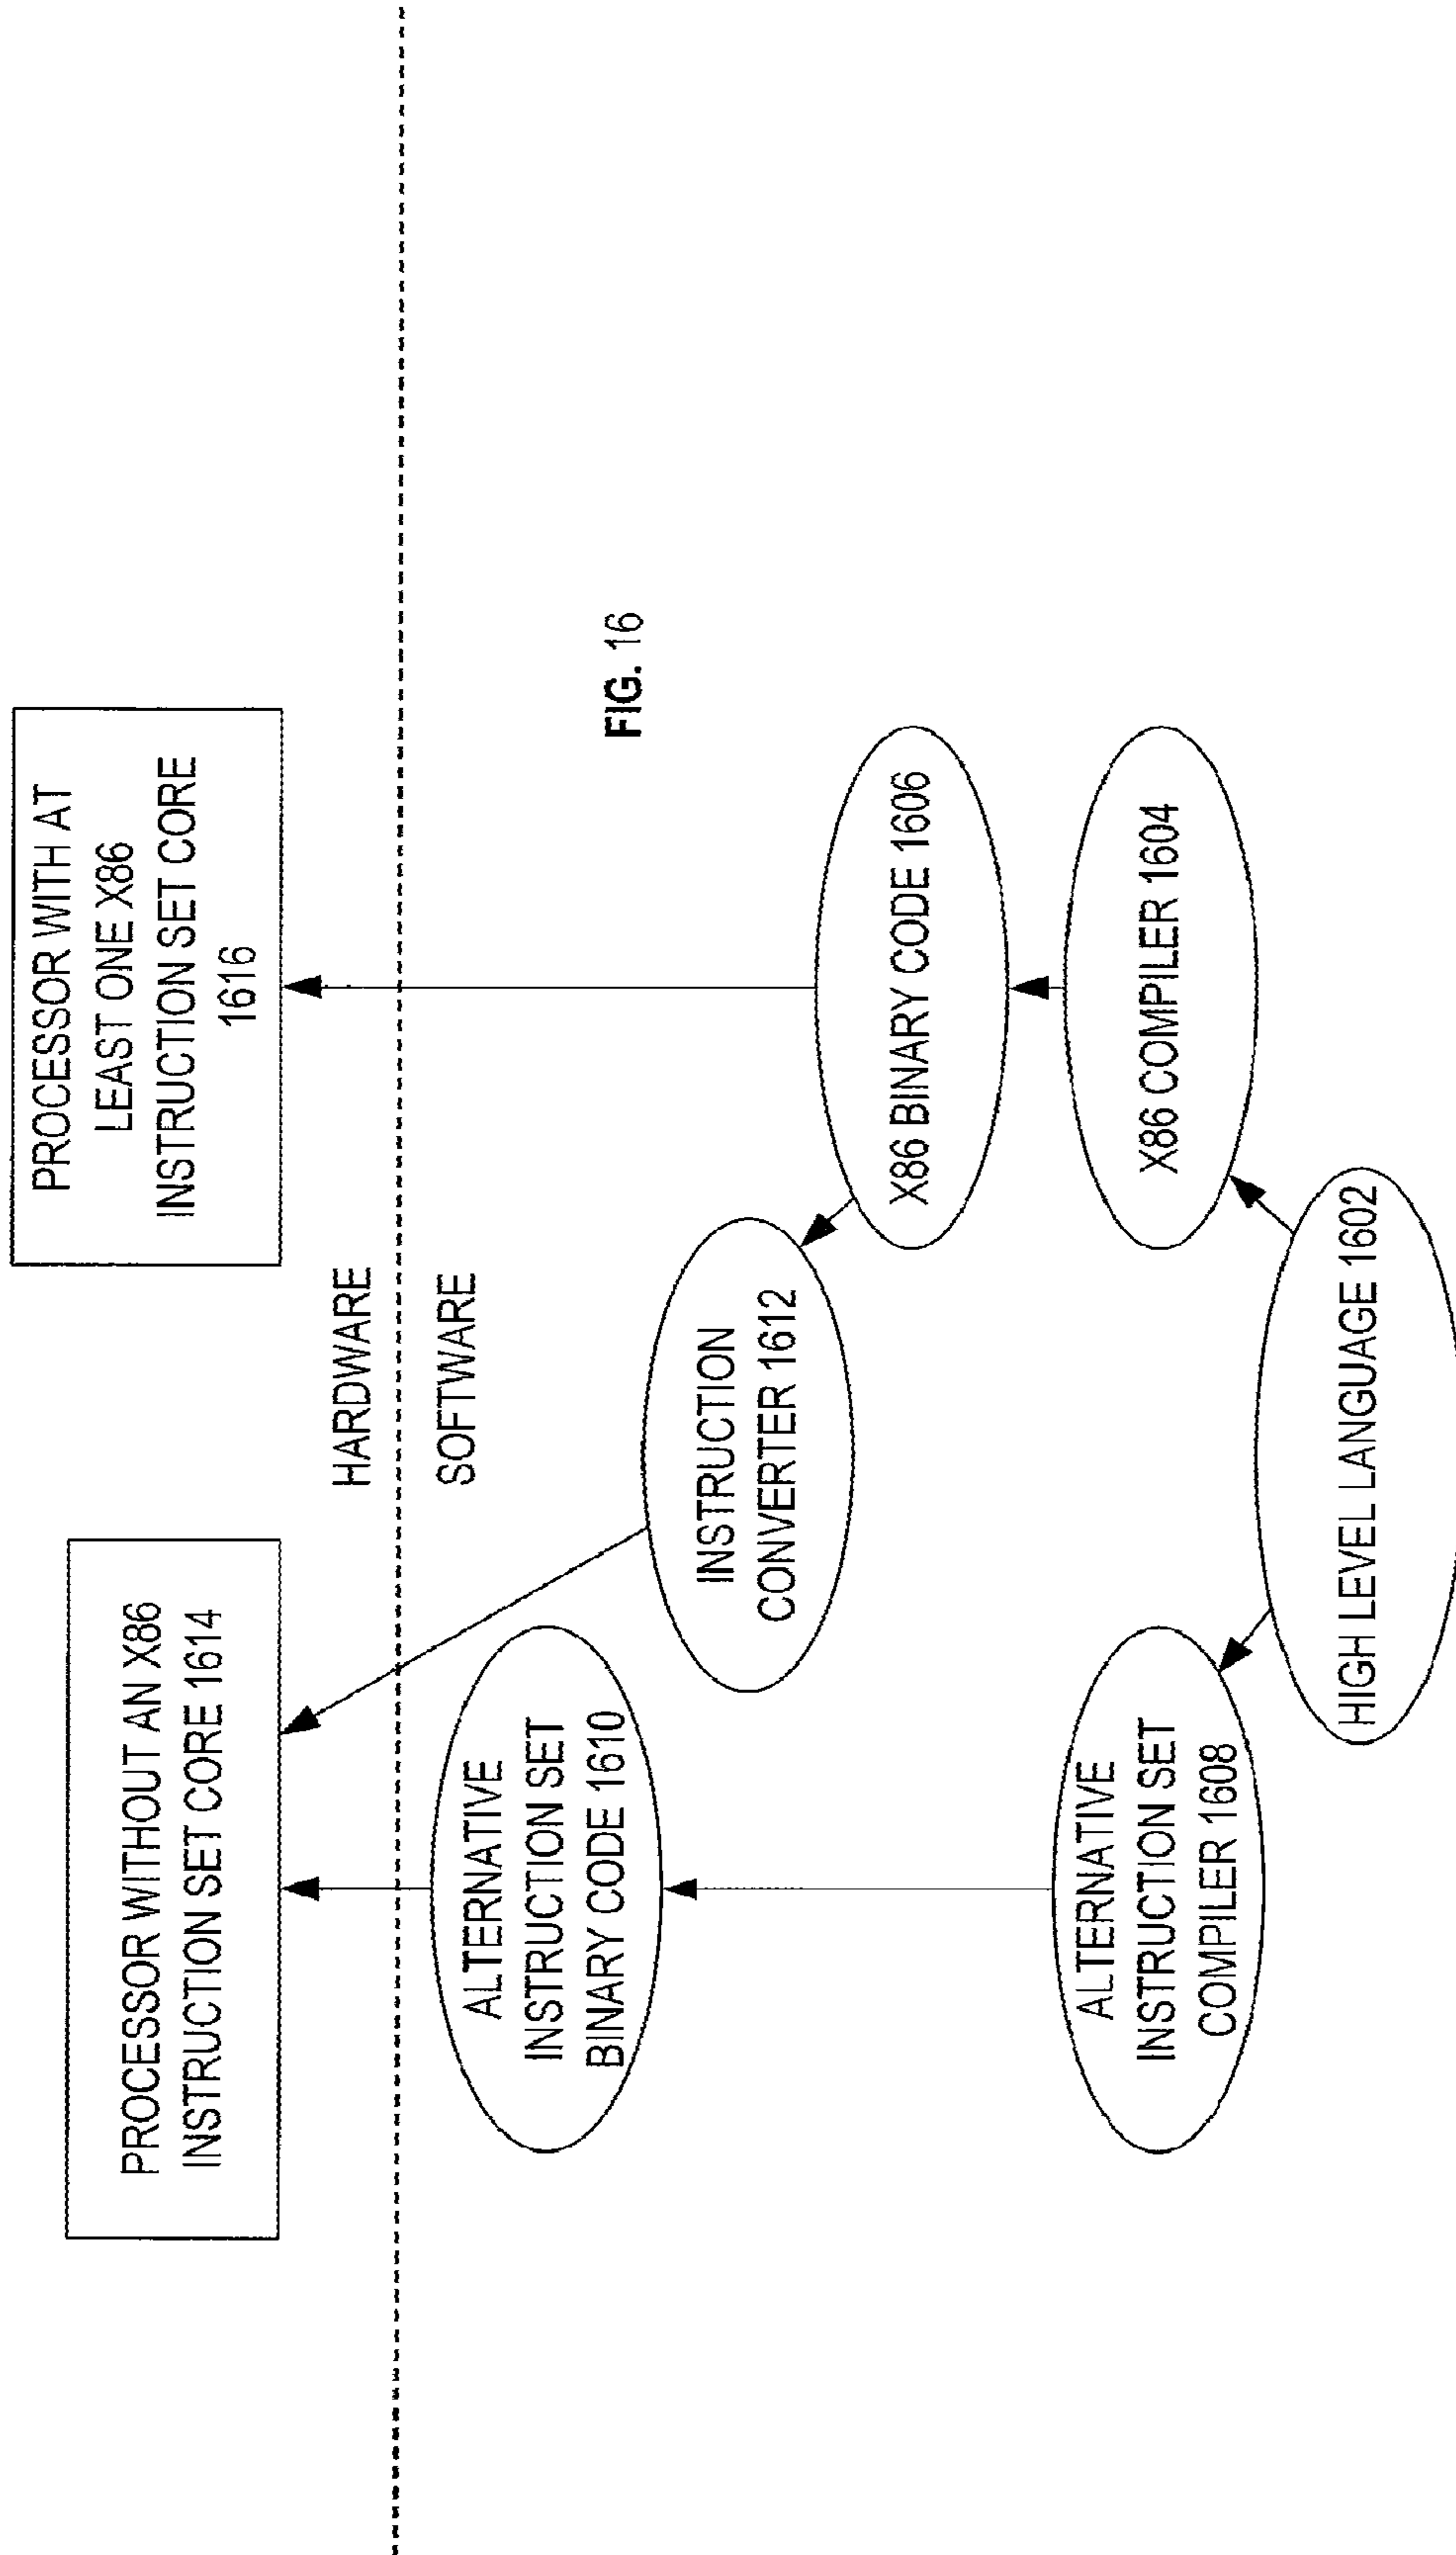 PROCESSOR WITHOUT AN X86
INSTRUCTION SET CORE 1614
PROCESSOR WITH AT
LEAST ONE X86
INSTRUCTION SET CORE
1616
HARDWARE
SOFTWARE
ALTERNATIVE
INSTRUCTION SET
BINARY CODE 1610
INSTRUCTION
CONVERTER 1612
FIG. 16
X86 BINARY CODE 1606
ALTERNATIVE
INSTRUCTION SET
COMPILER 1608
X86 COMPILER 1604
HIGH LEVEL LANGUAGE 1602